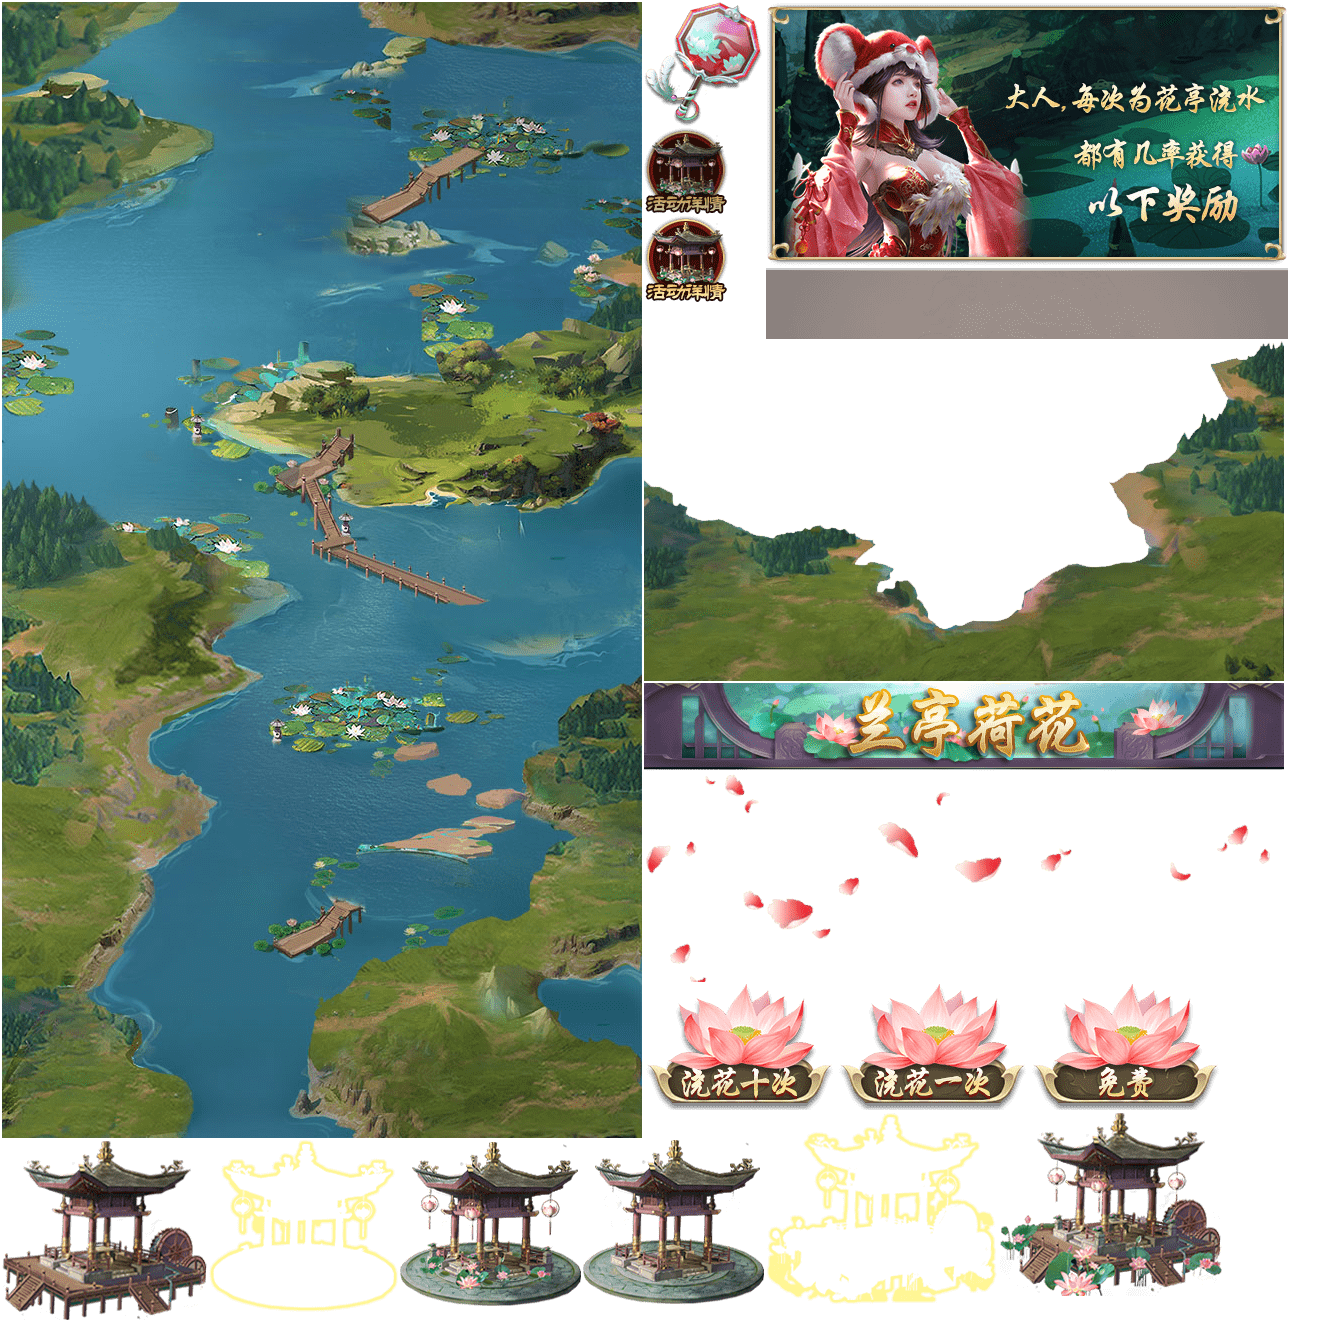 大人,每次为花亭浇水
都有几率获得
以下奖励
活动详情
活动详情
兰亭荷花
浇花十次
浇花一次
免费